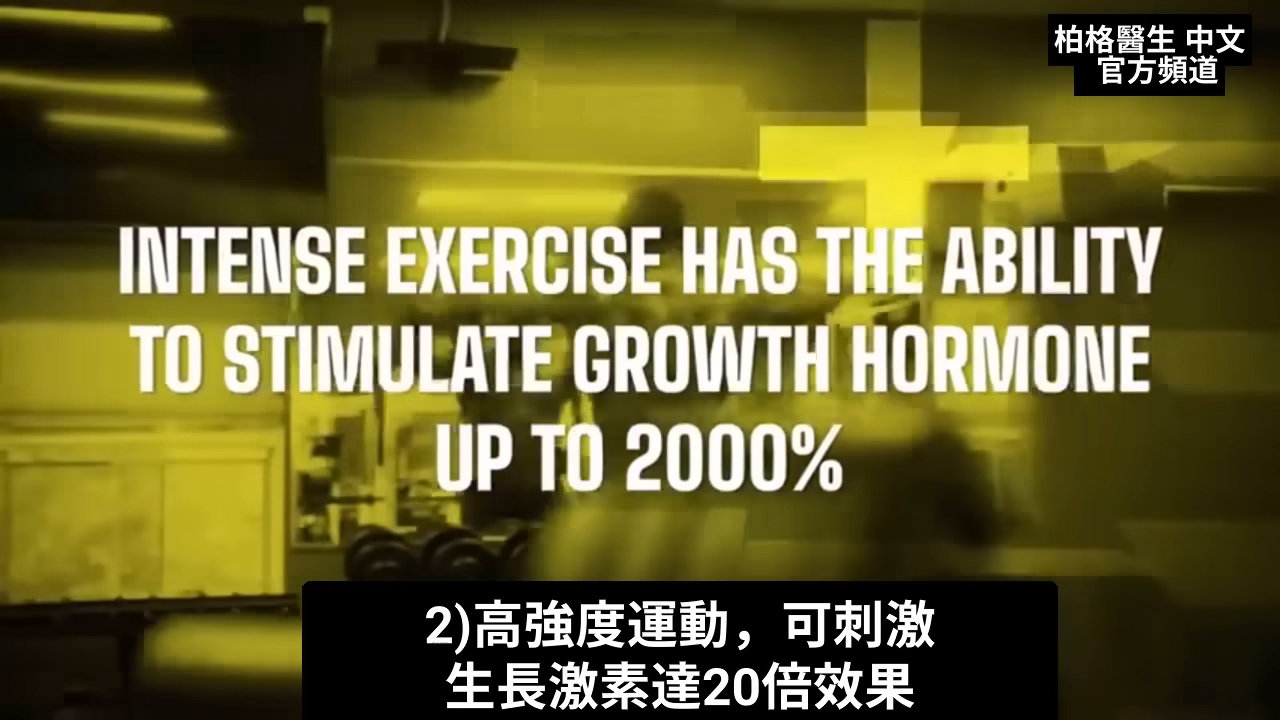 柏格醫生 中文
官方頻道
INTENSE EXERCISE HAS THE ABILITY
TO STIMULATE GROWTH HORMONE
UP TO 2000%
2)高強度運動，可刺激
生長激素達20倍效果